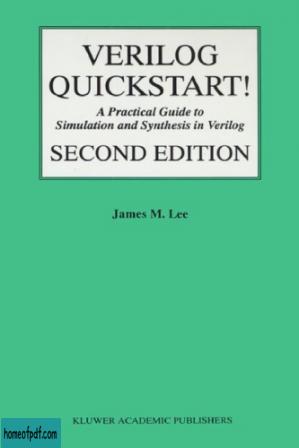 VERILOG
QUICKSTART!
A Practical Guide to
Simulation and Synthesis in Verilog
SECOND EDITION
James M. Lee
KLUWER ACADEMIC PUBLISHERS
homeofpdf.com